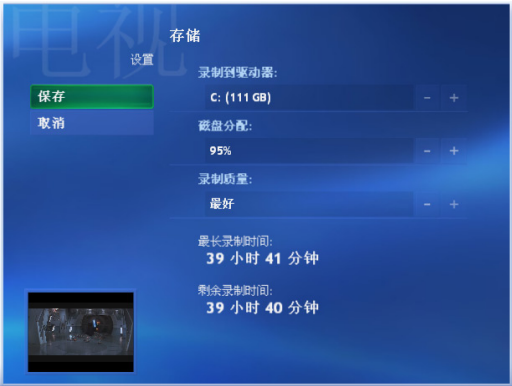 电视
存储
设置
保存
取消
录制到驱动器:
C: (111 GB)
磁盘分配:
95%
录制质量:
最好
最长录制时间:
39 小时 41 分钟
剩余录制时间:
39 小时 40 分钟